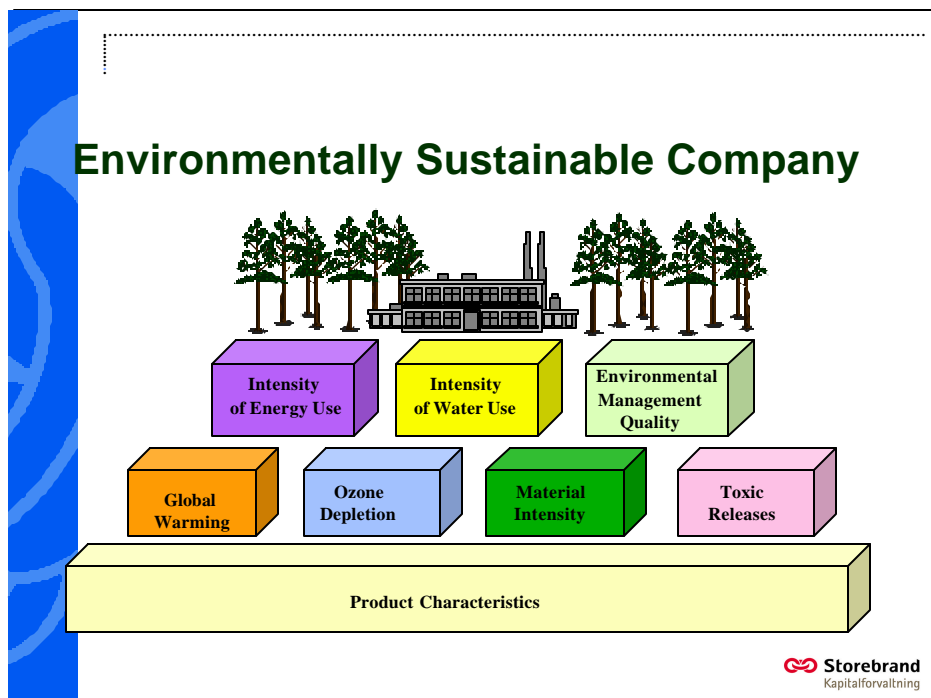 Environmentally Sustainable Company
Intensity
of Energy Use
Intensity
of Water Use
Environmental
Management
Quality
Global
Warming
Ozone
Depletion
Material
Intensity
Toxic
Releases
Product Characteristics
Storebrand
Kapitalforvaltning